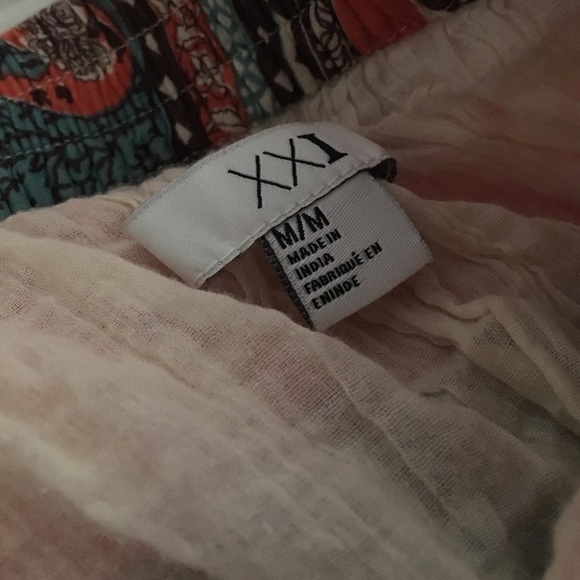 XXI
M/M
MADE IN
INDIA
FABRIQUÉ EN
ENINDE